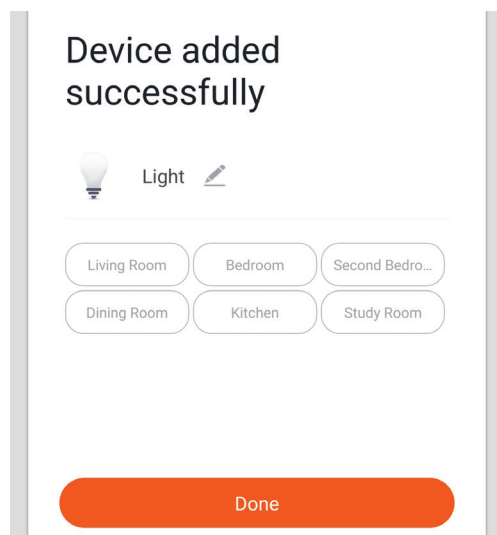 Device added
successfully
Light
Living Room Bedroom Second Bedro...
Dining Room Kitchen Study Room
Done